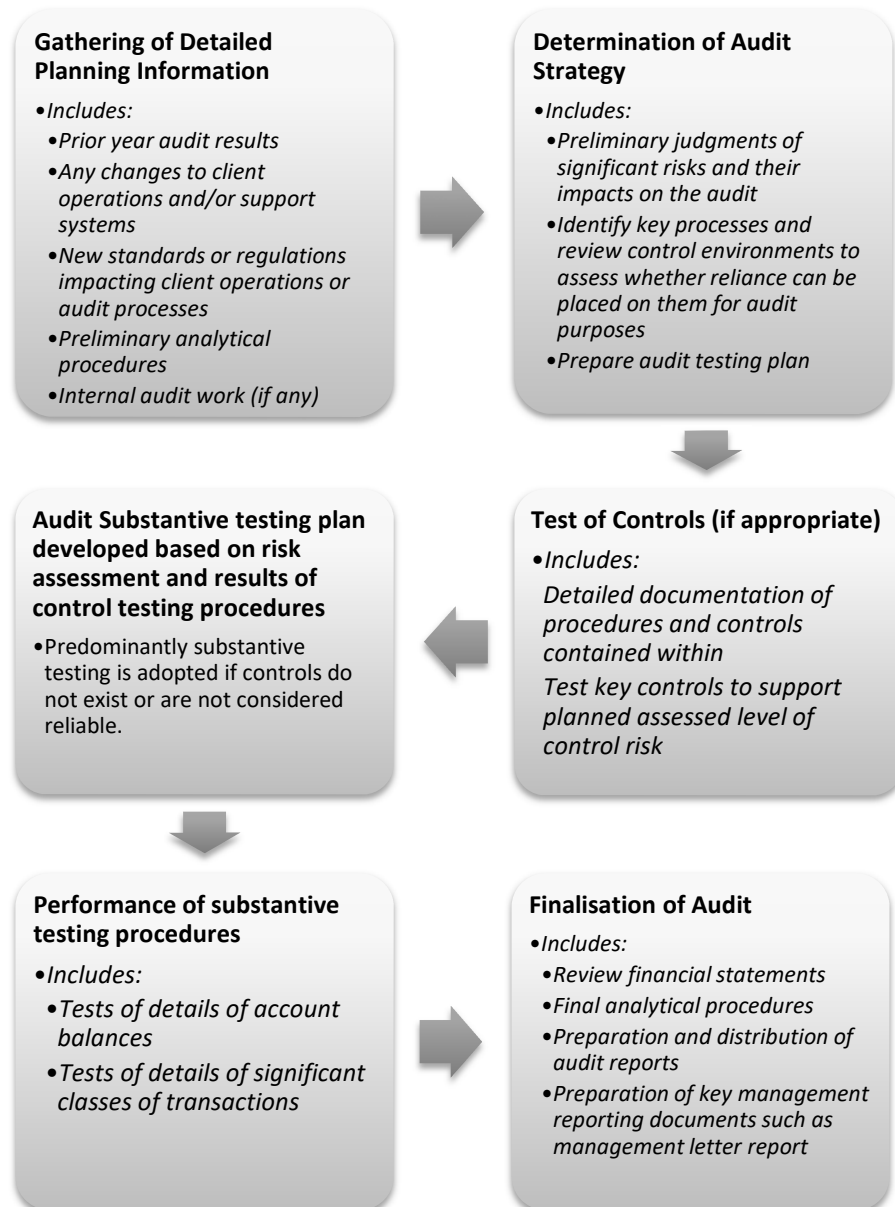 Gathering of Detailed
Planning Information
•Includes:
•Prior year audit results
•Any changes to client
operations and/or support
systems
•New standards or regulations
impacting client operations or
audit processes
•Preliminary analytical
procedures
•Internal audit work (if any)
Determination of Audit
Strategy
•Includes:
•Preliminary judgments of
significant risks and their
impacts on the audit
•Identify key processes and
review control environments to
assess whether reliance can be
placed on them for audit
purposes
•Prepare audit testing plan
Test of Controls (if appropriate)
•Includes:
Detailed documentation of
procedures and controls
contained within
Test key controls to support
planned assessed level of
control risk
Audit Substantive testing plan
developed based on risk
assessment and results of
control testing procedures
•Predominantly substantive
testing is adopted if controls do
not exist or are not considered
reliable.
Performance of substantive
testing procedures
•Includes:
•Tests of details of account
balances
•Tests of details of significant
classes of transactions
Finalisation of Audit
•Includes:
•Review financial statements
•Final analytical procedures
•Preparation and distribution of
audit reports
•Preparation of key management
reporting documents such as
management letter report